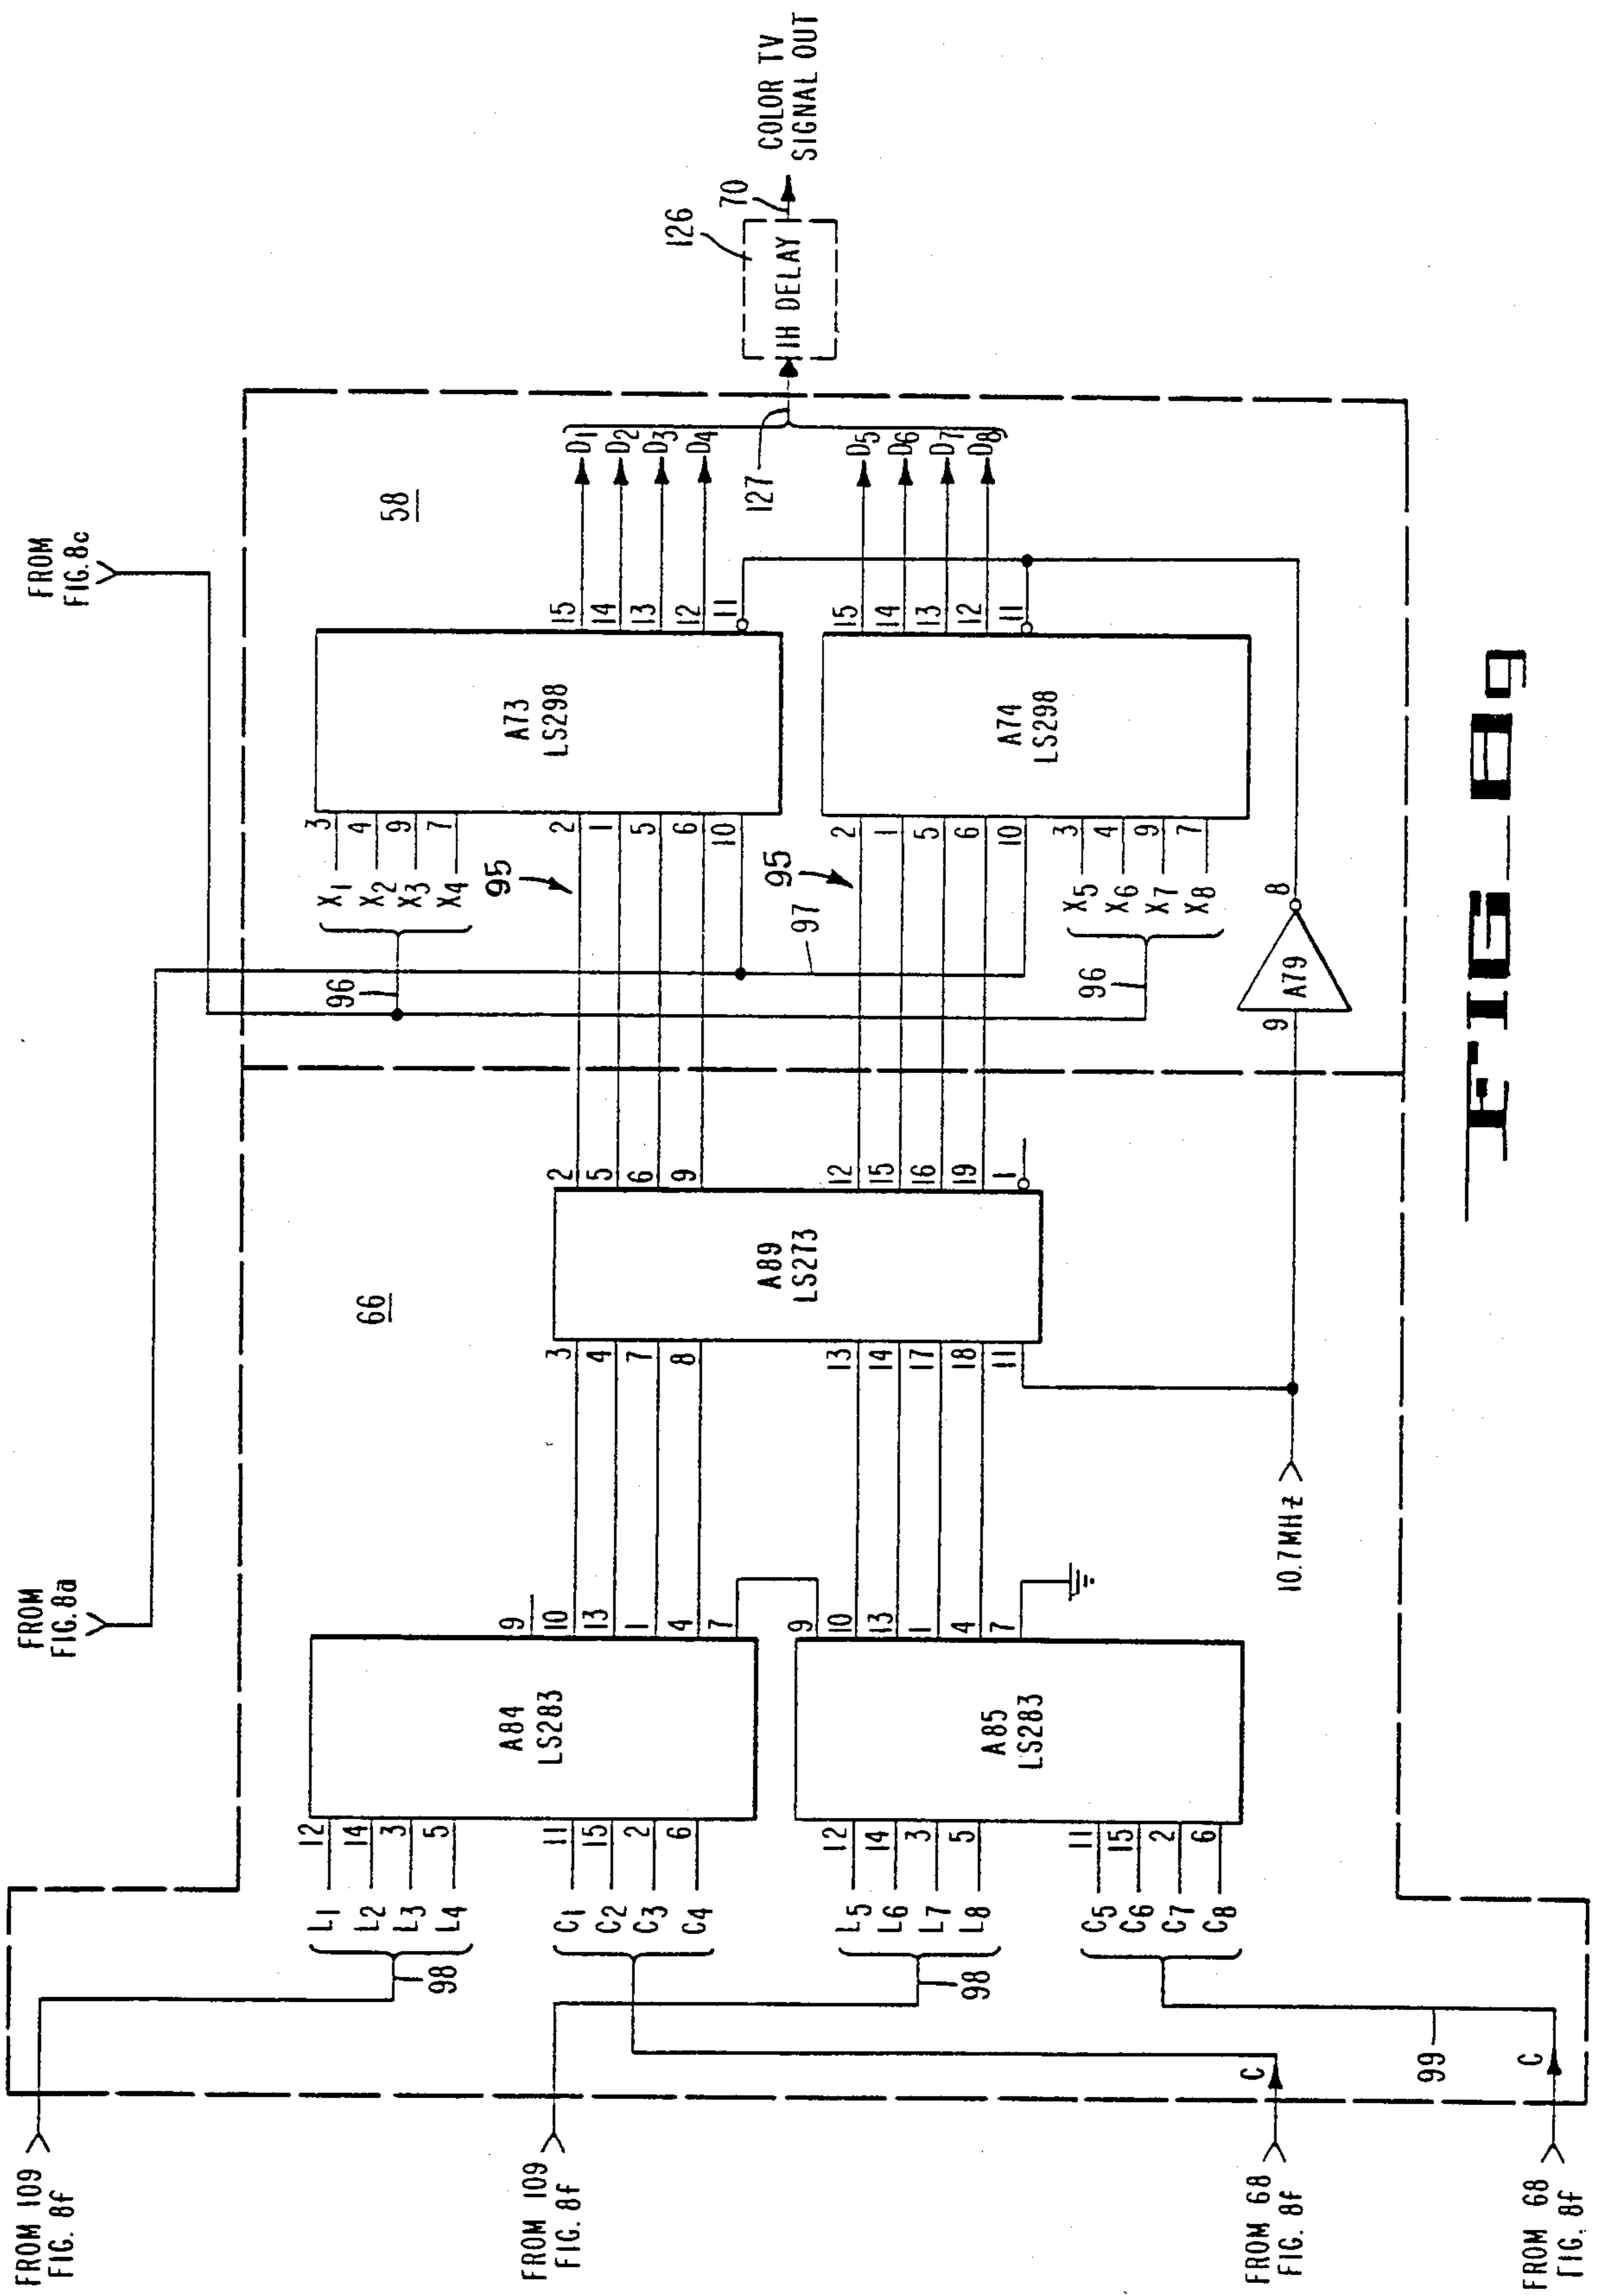 FROM 109
FIG. 8f
FROM 109
FIG. 8f
FROM 68
FIG. 8f
FROM 68
FIG. 8f
C
C
98
98
99
L1
L2
L3
L4
C1
C2
C3
C4
L5
L6
L7
L8
C5
C6
C7
C8
12
14
3
5
11
15
2
6
12
14
3
5
11
15
2
6
A84
LS283
A85
LS283
9
10
13
1
4
7
9
10
13
1
4
7
FROM
FIG.8a
10.7MHz
66
3
4
7
8
13
14
17
18
11
A89
LS273
2
5
6
9
12
15
16
19
1
FROM
FIG.8c
96
97
96
95
95
X1
X2
X3
X4
X5
X6
X7
X8
3
4
9
7
2
1
5
6
10
2
1
5
6
10
3
4
9
7
9
A79
8
A73
LS298
A74
LS298
15
14
13
12
11
15
14
13
12
11
58
D1
D2
D3
D4
D5
D6
D7
D8
127
126
1H DELAY
70
COLOR TV
SIGNAL OUT
FIG. 8g